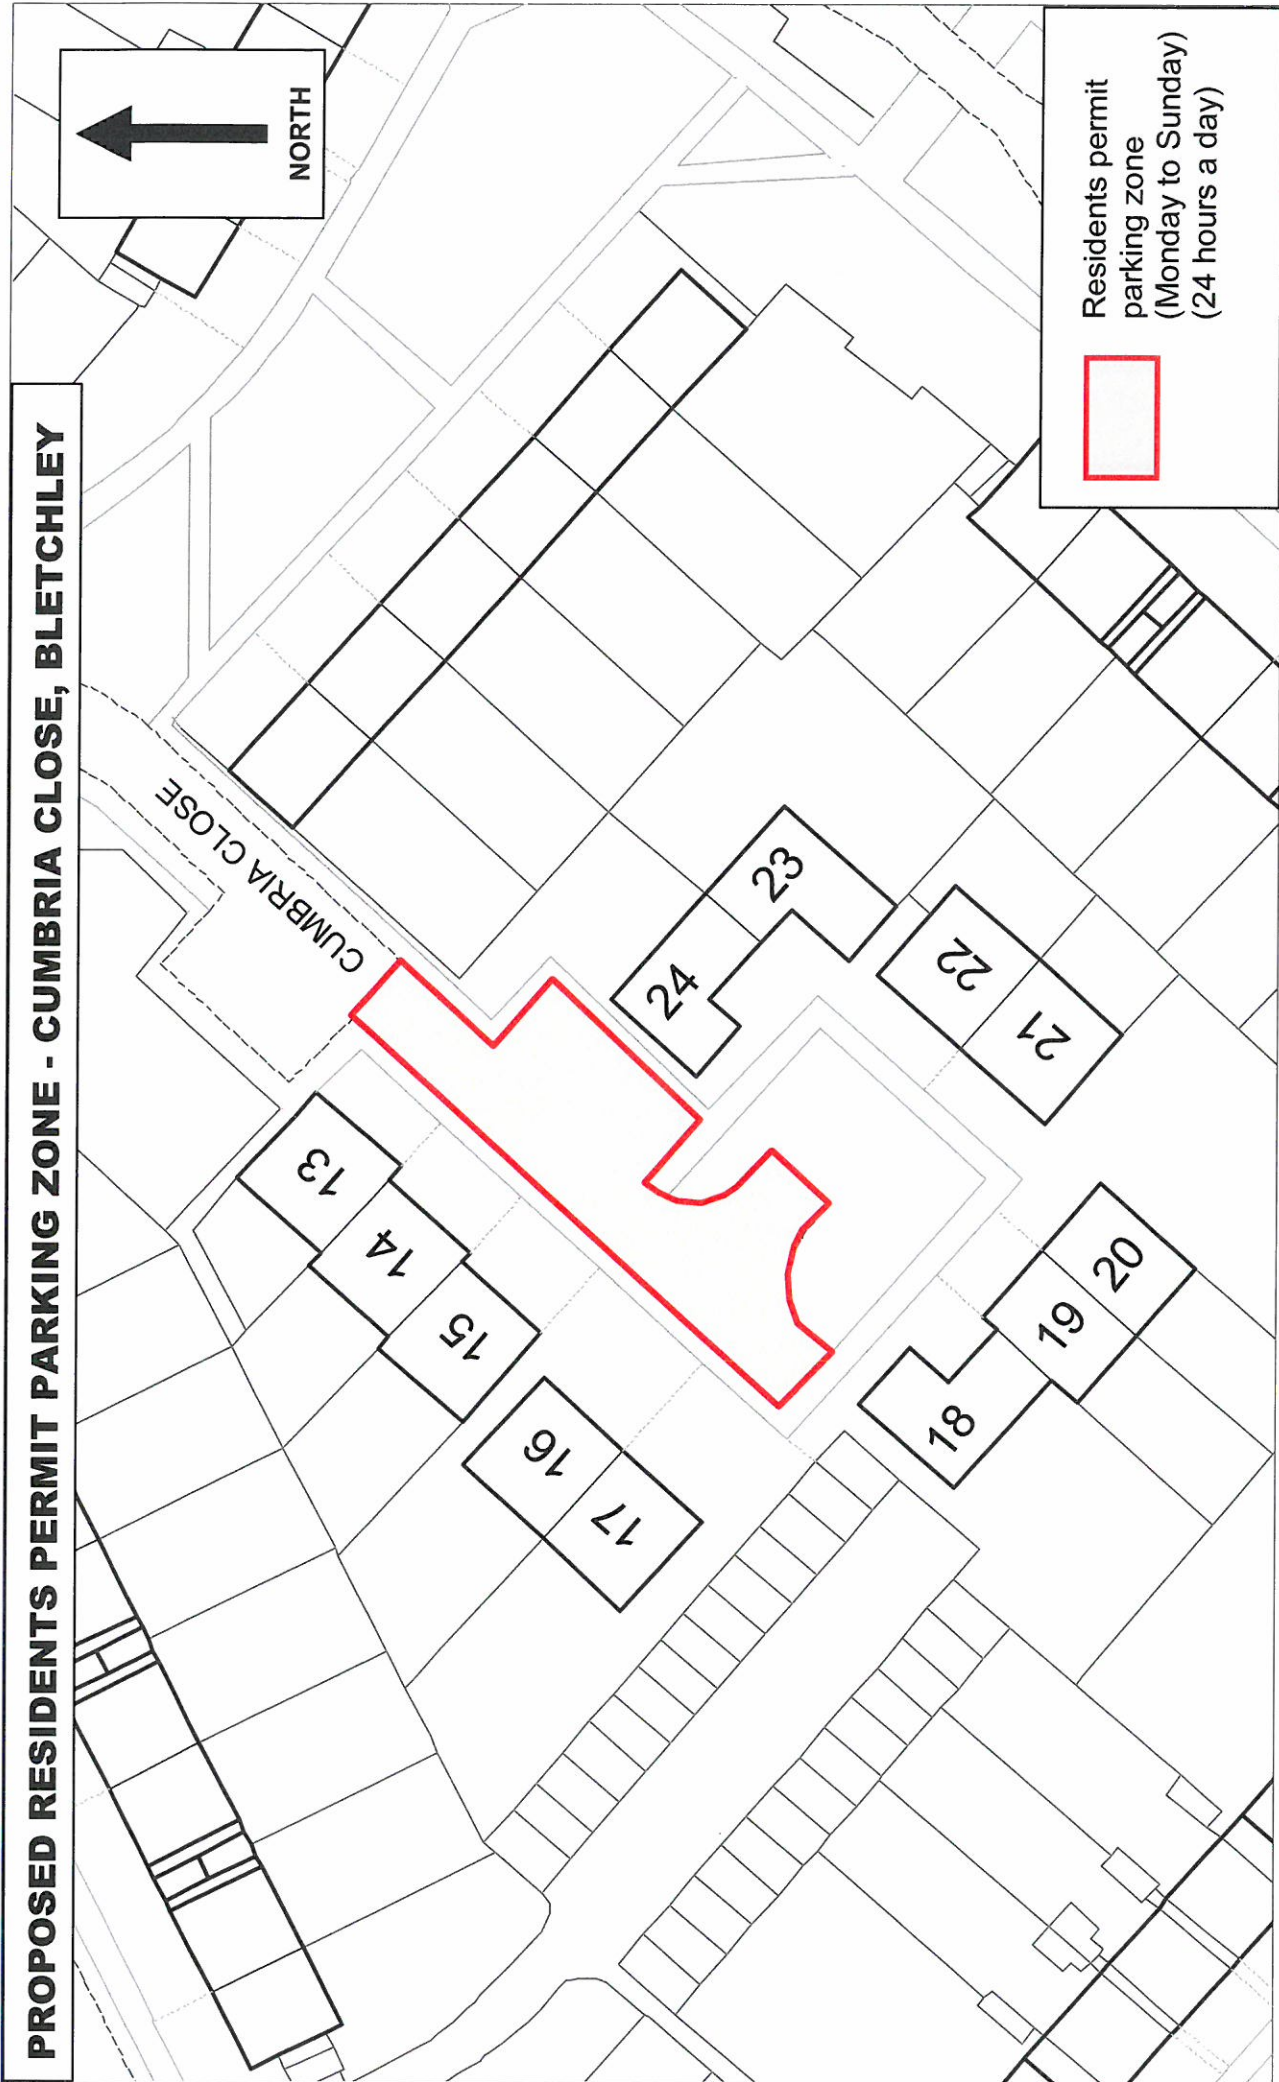 PROPOSED RESIDENTS PERMIT PARKING ZONE - CUMBRIA CLOSE, BLETCHLEY
NORTH
CUMBRIA CLOSE
13
14
15
16
17
18
19
20
21
22
23
24
Residents permit
parking zone
(Monday to Sunday)
(24 hours a day)